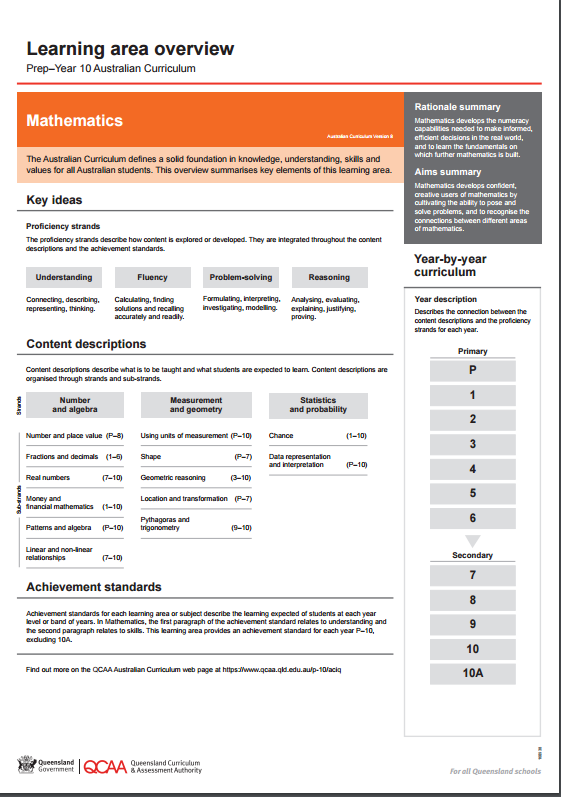 Learning area overview
Prep–Year 10 Australian Curriculum
Mathematics
Australian Curriculum Version 8
The Australian Curriculum defines a solid foundation in knowledge, understanding, skills and
values for all Australian students. This overview summarises key elements of this learning area.
Key ideas
Proficiency strands
The proficiency strands describe how content is explored or developed. They are integrated throughout the content
descriptions and the achievement standards.
Understanding
Connecting, describing,
representing, thinking.
Fluency
Calculating, finding
solutions and recalling
accurately and readily.
Problem-solving
Formulating, interpreting,
investigating, modelling.
Reasoning
Analysing, evaluating,
explaining, justifying,
proving.
Content descriptions
Content descriptions describe what is to be taught and what students are expected to learn. Content descriptions are
organised through strands and sub-strands.
Strands
Sub-strands
Number
and algebra
Number and place value (P–8)
Fractions and decimals (1–6)
Real numbers (7–10)
Money and
financial mathematics (1–10)
Patterns and algebra (P–10)
Linear and non-linear
relationships (7–10)
Measurement
and geometry
Using units of measurement (P–10)
Shape (P–7)
Geometric reasoning (3–10)
Location and transformation (P–7)
Pythagoras and
trigonometry (9–10)
Statistics
and probability
Chance (1–10)
Data representation
and interpretation (P–10)
Achievement standards
Achievement standards for each learning area or subject describe the learning expected of students at each year
level or band of years. In Mathematics, the first paragraph of the achievement standard relates to understanding and
the second paragraph relates to skills. This learning area provides an achievement standard for each year P–10,
excluding 10A.
Find out more on the QCAA Australian Curriculum web page at https://www.qcaa.qld.edu.au/p-10/aciq
Rationale summary
Mathematics develops the numeracy
capabilities needed to make informed,
efficient decisions in the real world,
and to learn the fundamentals on
which further mathematics is built.
Aims summary
Mathematics develops confident,
creative users of mathematics by
cultivating the ability to pose and
solve problems, and to recognise the
connections between different areas
of mathematics.
Year-by-year
curriculum
Year description
Describes the connection between the
content descriptions and the proficiency
strands for each year.
Primary
P
1
2
3
4
5
6
Secondary
7
8
9
10
10A
Queensland
Government
QCAA
Queensland Curriculum
& Assessment Authority
For all Queensland schools